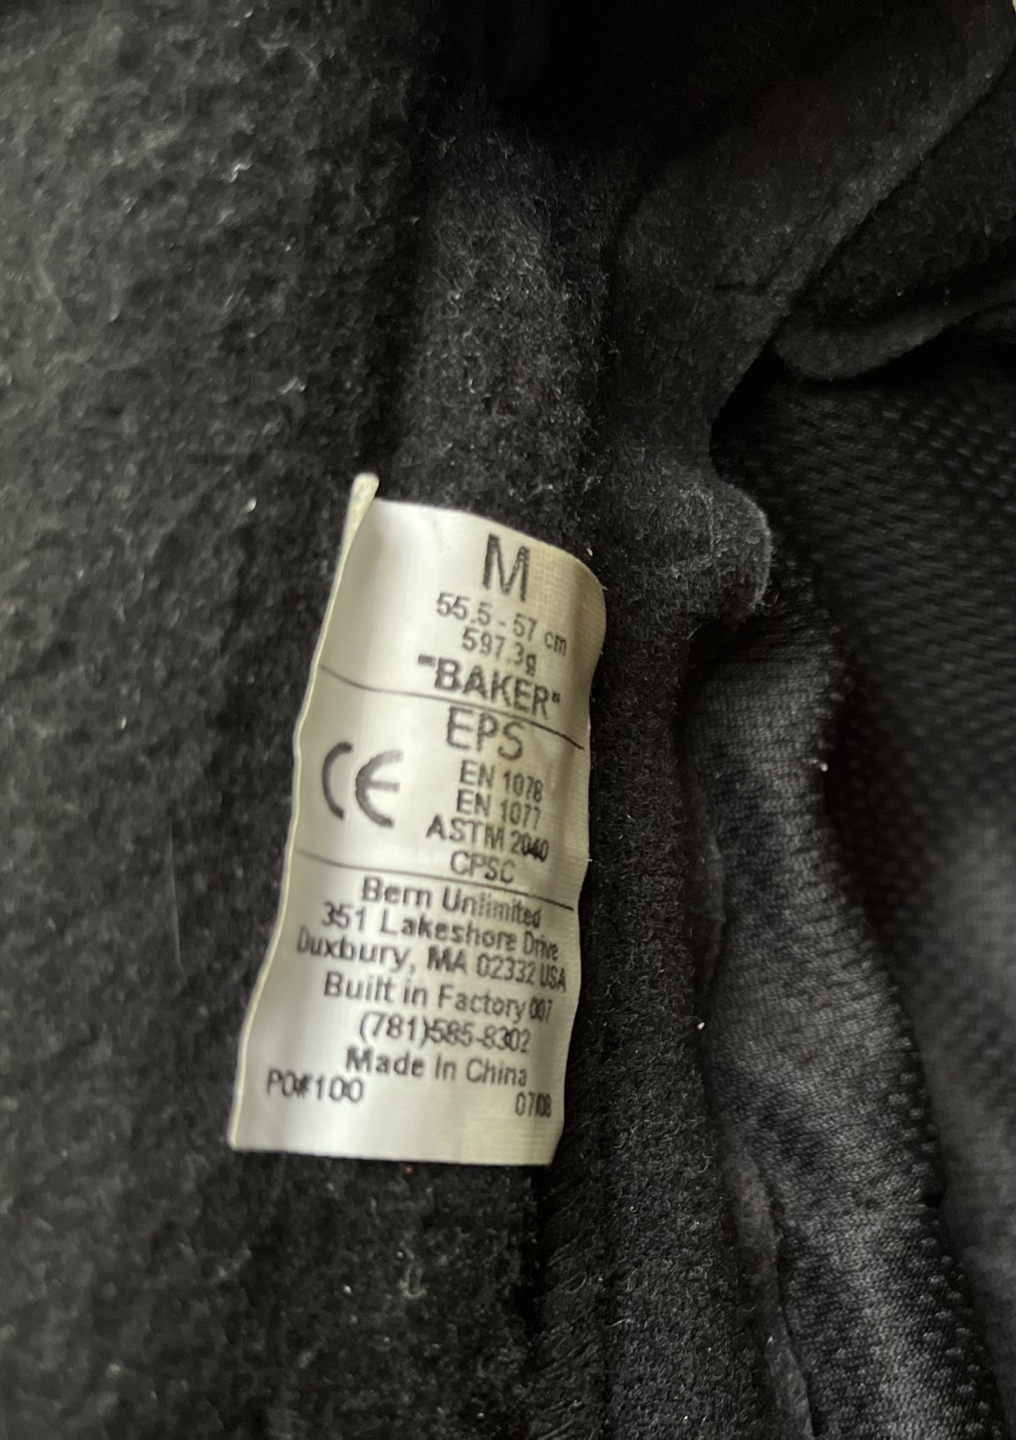 M
55.5 - 57 cm
597.3g
"BAKER"
EPS
CE
EN 1078
EN 1077
ASTM 2040
CPSC
Bern Unlimited
351 Lakeshore Drive
Duxbury, MA 02332 USA
Built in Factory 007
(781)585-8302
Made In China
PO#100
07/08